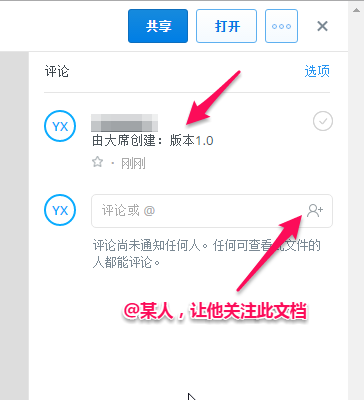 共享 打开
评论 选项
YX
由大席创建：版本1.0
刚刚
YX 评论或 @
评论尚未通知任何人。任何可查看此文件的
人都能评论。
@某人，让他关注此文档